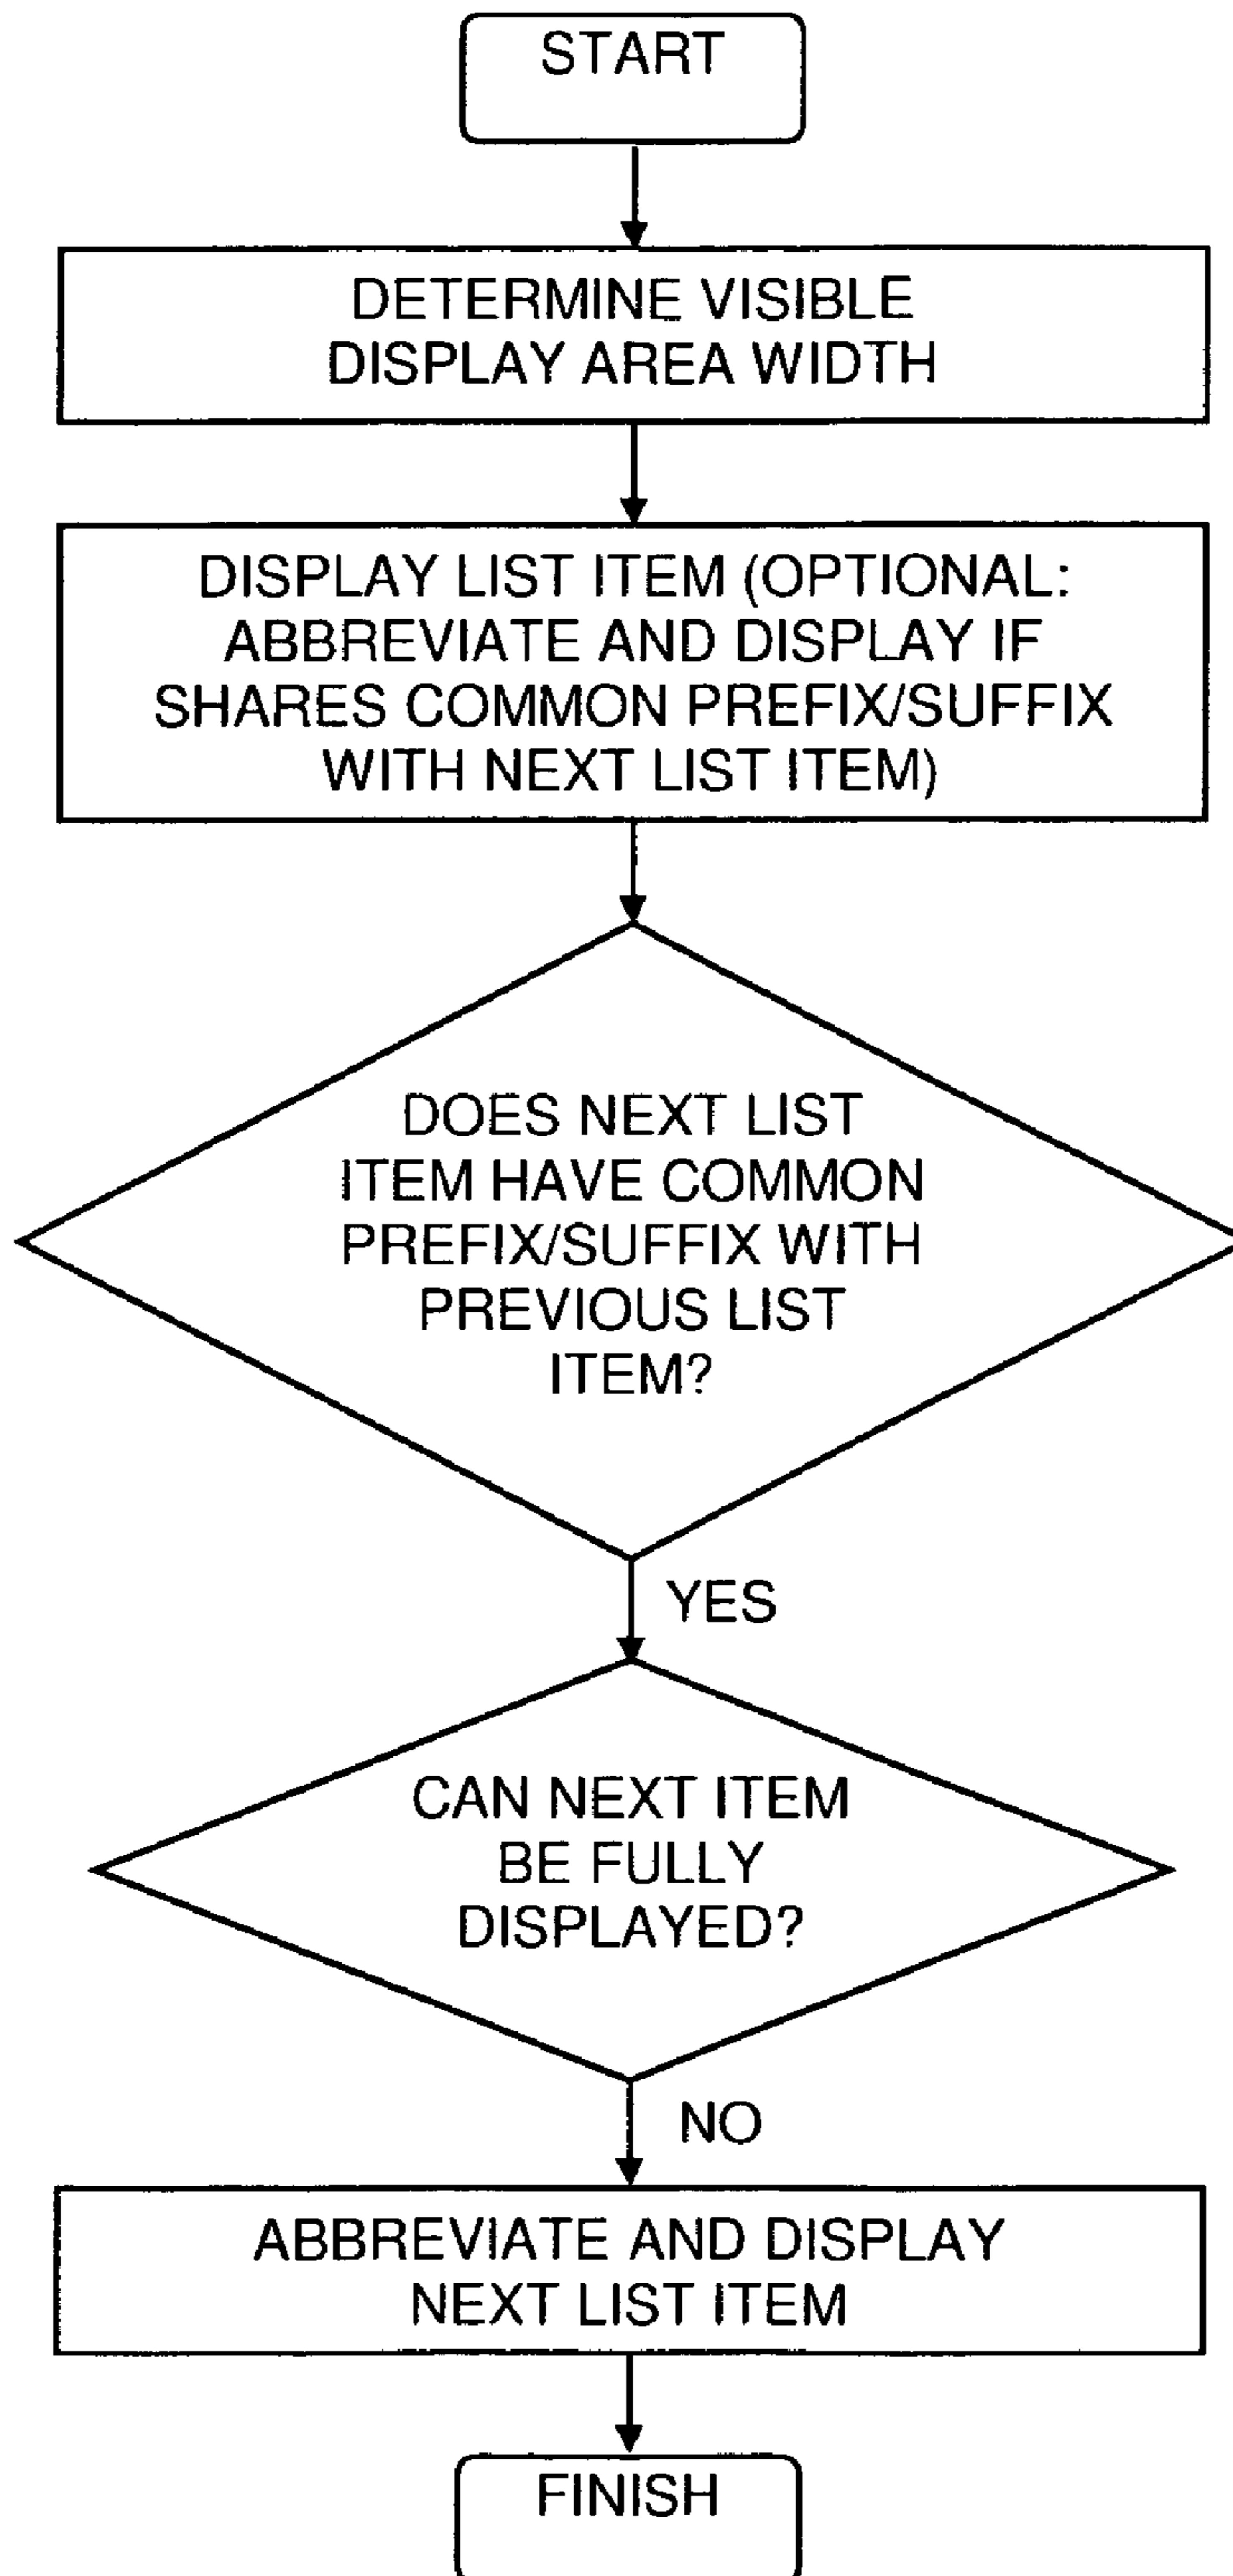 START
DETERMINE VISIBLE
DISPLAY AREA WIDTH
DISPLAY LIST ITEM (OPTIONAL:
ABBREVIATE AND DISPLAY IF
SHARES COMMON PREFIX/SUFFIX
WITH NEXT LIST ITEM)
DOES NEXT LIST
ITEM HAVE COMMON
PREFIX/SUFFIX WITH
PREVIOUS LIST
ITEM?
YES
CAN NEXT ITEM
BE FULLY
DISPLAYED?
NO
ABBREVIATE AND DISPLAY
NEXT LIST ITEM
FINISH